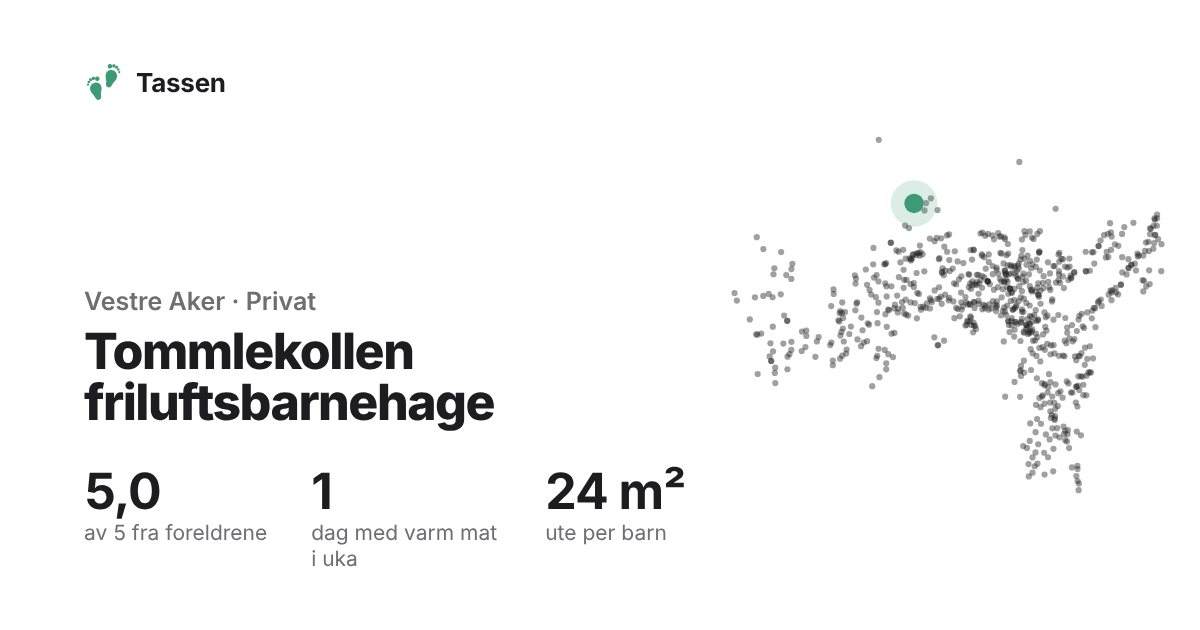 Tassen
Vestre Aker · Privat
Tommlekollen
friluftsbarnehage
5,0
av 5 fra foreldrene
1
dag med varm mat
i uka
24 m²
ute per barn